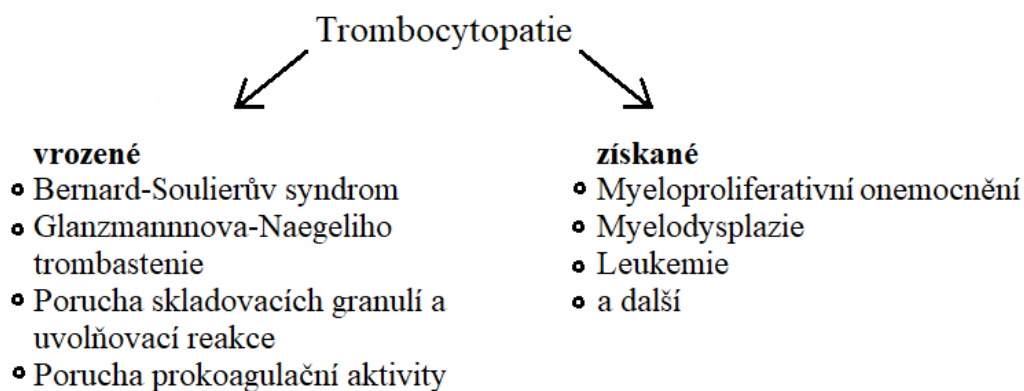 Trombocytopatie
vrozené
Bernard-Soulierův syndrom
Glanzmannnova-Naegeliho
trombastenie
Porucha skladovacích granulí a
uvolňovací reakce
Porucha prokoagulační aktivity
získané
Myeloproliferativní onemocnění
Myelodysplazie
Leukemie
a další